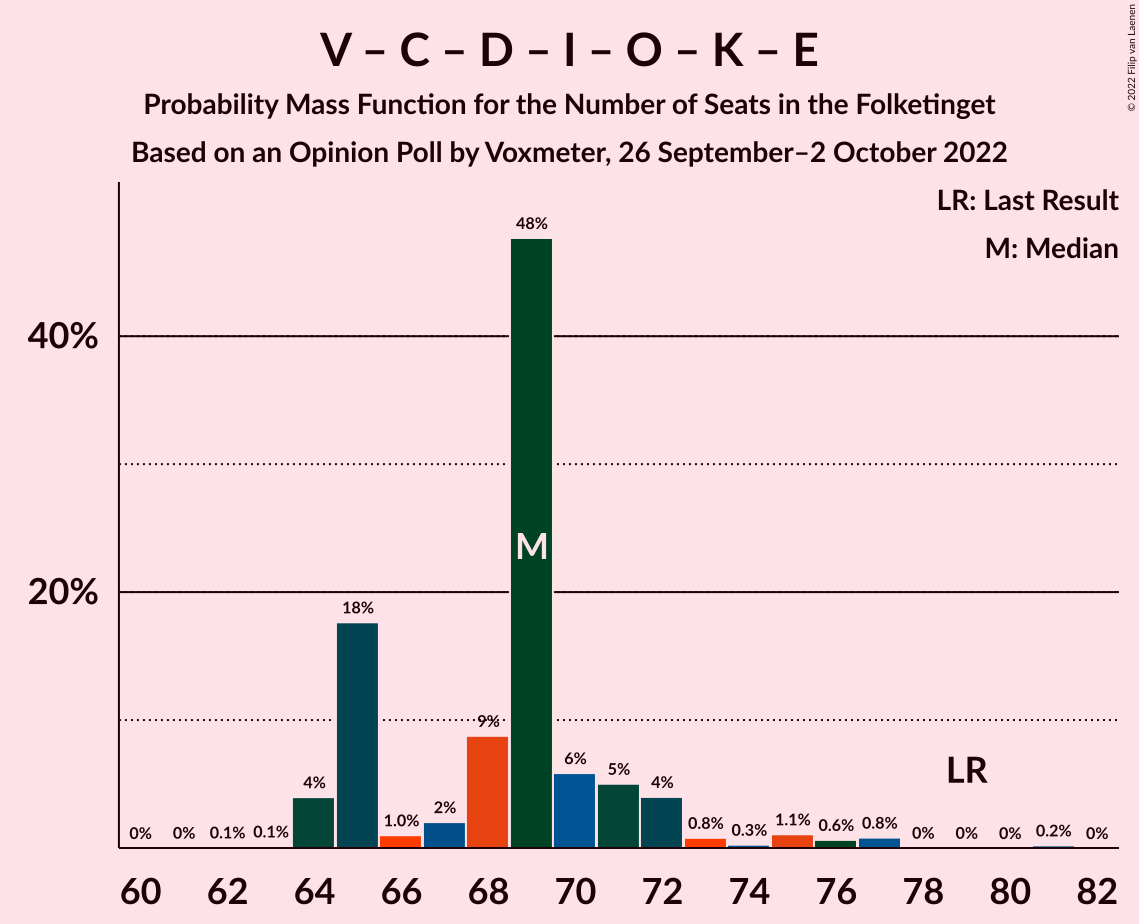 V – C – D – I – O – K – E
Probability Mass Function for the Number of Seats in the Folketinget
Based on an Opinion Poll by Voxmeter, 26 September–2 October 2022
© 2022 Filip van Laenen
LR: Last Result
M: Median
48%
40%
M
20%
18%
9%
LR
6%
5%
4%
4%
2%
1.0%
0.8%
0.3%
1.1%
0.6%
0.8%
0%
0%
0.1%
0.1%
0%
0%
0%
0.2%
0%
60 62 64 66 68 70 72 74 76 78 80 82